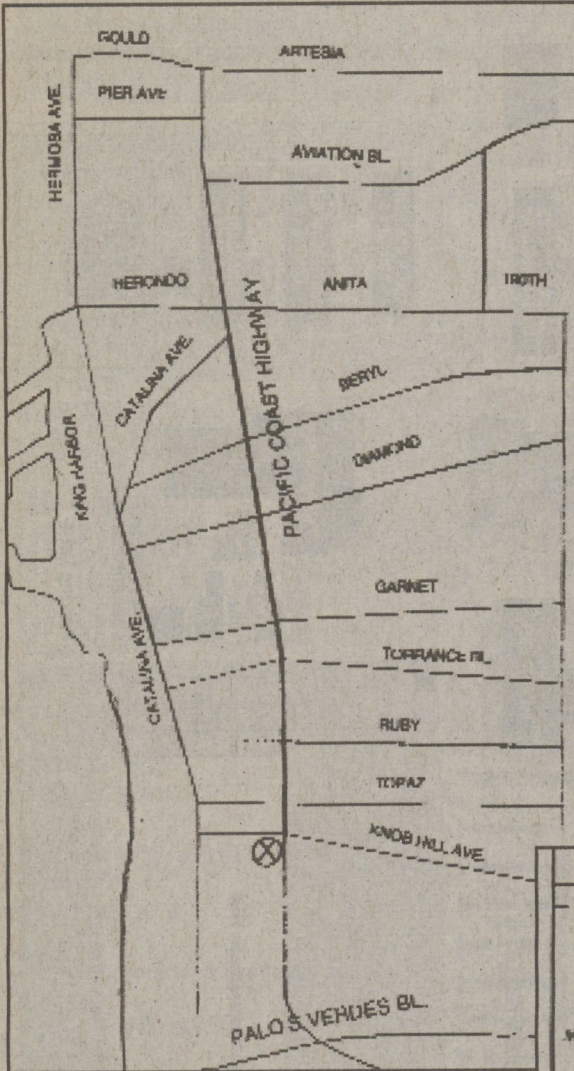 GOULD
ARTESIA
PIER AVE
HERMOSA AVE.
AVIATION BL.
HERONDO
ANITA
190TH
CATALINA AVE.
PACIFIC COAST HIGHWAY
BERYL
KING HARBOR
DIAMOND
GARNET
CATALINA AVE.
TORRANCE BL.
RUBY
TOPAZ
KNOB HILL AVE.
PALOS VERDES BL.